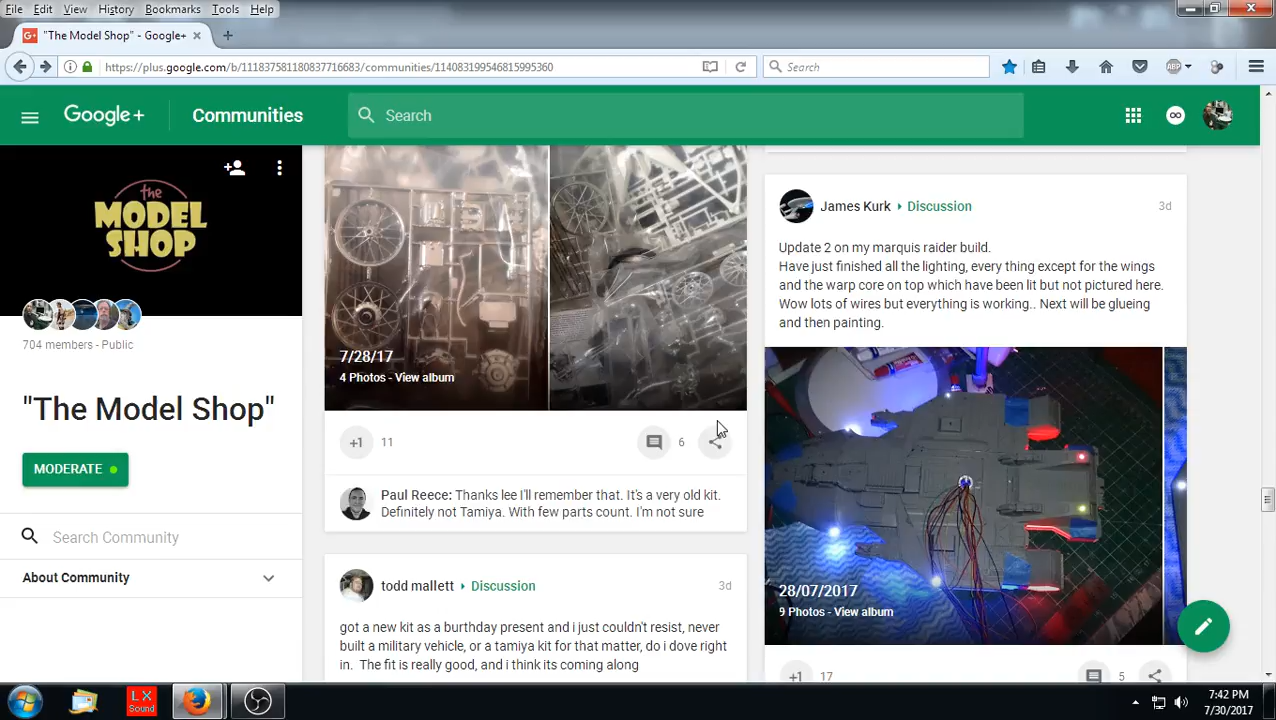 File Edit View History Bookmarks Tools Help
G+ "The Model Shop" - Google+
https://plus.google.com/b/111837581180837716683/communities/114083199546815995360
Search
ABP
Google+ Communities
Search
the
MODEL
SHOP
704 members - Public
"The Model Shop"
MODERATE
Search Community
About Community
7/28/17
4 Photos - View album
+1 11
6
Paul Reece: Thanks lee I'll remember that. It's a very old kit.
Definitely not Tamiya. With few parts count. I'm not sure
todd mallett Discussion
3d
got a new kit as a burthday present and i just couldn't resist, never
built a military vehicle, or a tamiya kit for that matter, do i dove right
in. The fit is really good, and i think its coming along
James Kurk Discussion
3d
Update 2 on my marquis raider build.
Have just finished all the lighting, every thing except for the wings
and the warp core on top which have been lit but not pictured here.
Wow lots of wires but everything is working.. Next will be glueing
and then painting.
28/07/2017
9 Photos - View album
+1 17
5
LX
Sound
7:42 PM
7/30/2017